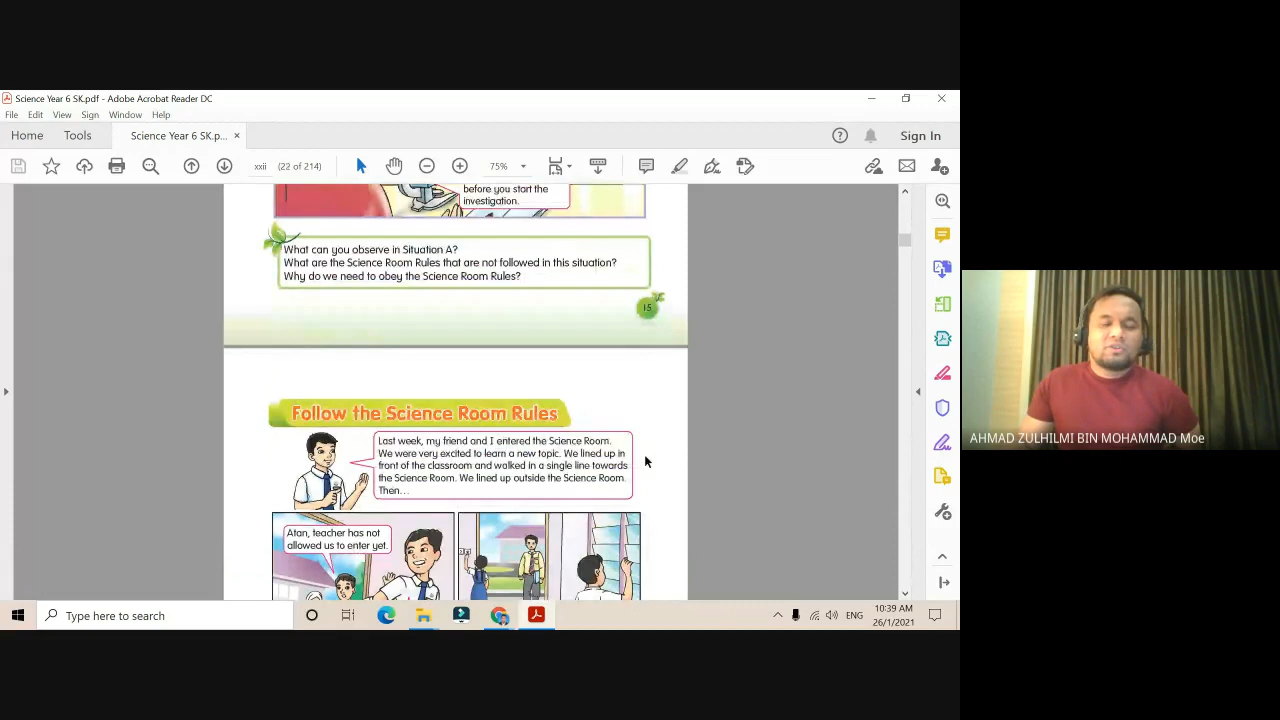 Science Year 6 SK.pdf - Adobe Acrobat Reader DC
File Edit View Sign Window Help
Home Tools Science Year 6 SK.p... × Sign In
xxii (22 of 214) 75%
before you start the
investigation.
What can you observe in Situation A?
What are the Science Room Rules that are not followed in this situation?
Why do we need to obey the Science Room Rules?
15
Follow the Science Room Rules
Last week, my friend and I entered the Science Room.
We were very excited to learn a new topic. We lined up in
front of the classroom and walked in a single line towards
the Science Room. We lined up outside the Science Room.
Then...
Atan, teacher has not
allowed us to enter yet.
AHMAD ZULHILMI BIN MOHAMMAD Moe
Type here to search
ENG
10:39 AM
26/1/2021